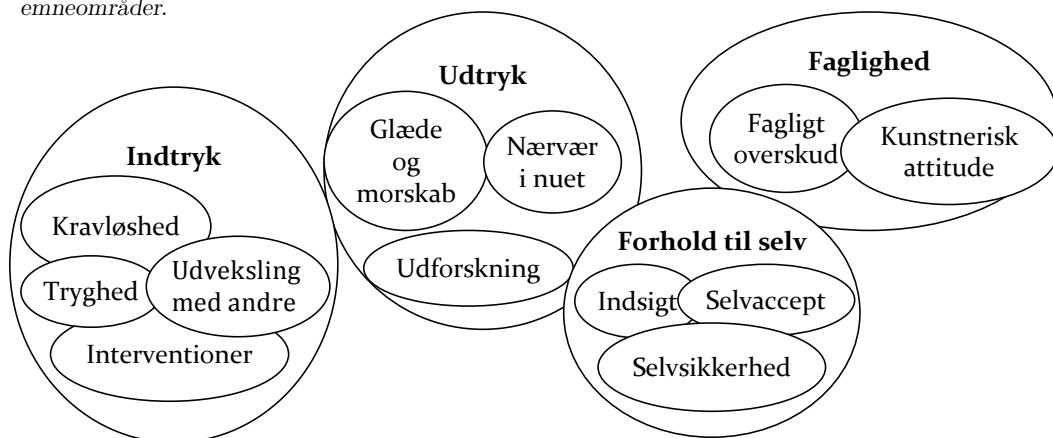 emneområder.
Indtryk
Kravløshed
Tryghed
Udveksling
med andre
Interventioner
Udtryk
Glæde
og
morskab
Nærvær
i nuet
Udforskning
Forhold til selv
Indsigt
Selvaccept
Selvsikkerhed
Faglighed
Fagligt
overskud
Kunstnerisk
attitude